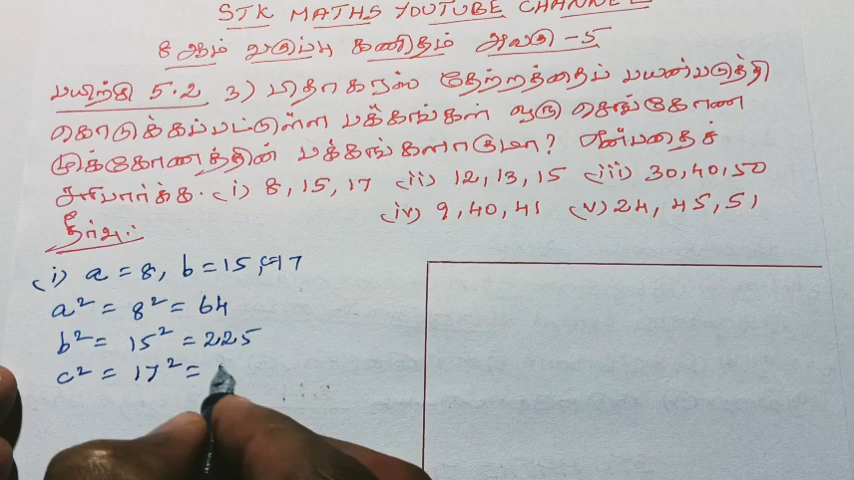 STK MATHS YOUTUBE CHANNEL
8 ஆம் வகுப்பு கணிதம் அலகு - 5
பயிற்சி 5.2 3) பிதாகரஸ் தேற்றத்தைப் பயன்படுத்தி
கொடுக்கப்பட்டுள்ள பக்கங்கள் ஒரு செங்கோண
முக்கோணத்தின் பக்கங்களாகுமா? என்பதைச்
சரிபார்க்க. (i) 8, 15, 17 (ii) 12, 13, 15 (iii) 30, 40, 50
(iv) 9, 40, 41 (v) 24, 45, 51
தீர்வு:
(i) a = 8, b = 15, c=17
a² = 8² = 64
b² = 15² = 225
c² = 17² =